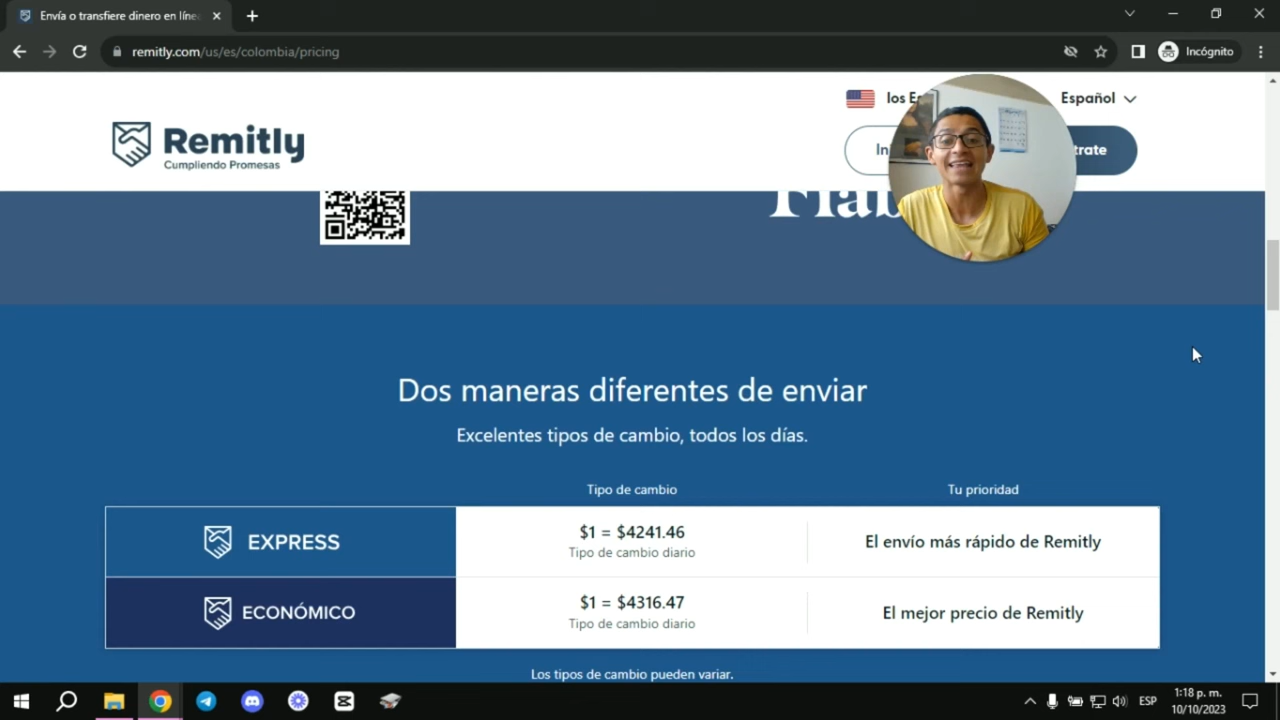 Envía o transfiere dinero en líne
remitly.com/us/es/colombia/pricing
Incógnito
Remitly
Cumpliendo Promesas
los E
Español
In
trate
Dos maneras diferentes de enviar
Excelentes tipos de cambio, todos los días.
Tipo de cambio
Tu prioridad
EXPRESS
$1 = $4241.46
Tipo de cambio diario
El envío más rápido de Remitly
ECONÓMICO
$1 = $4316.47
Tipo de cambio diario
El mejor precio de Remitly
Los tipos de cambio pueden variar.
ESP
1:18 p. m.
10/10/2023